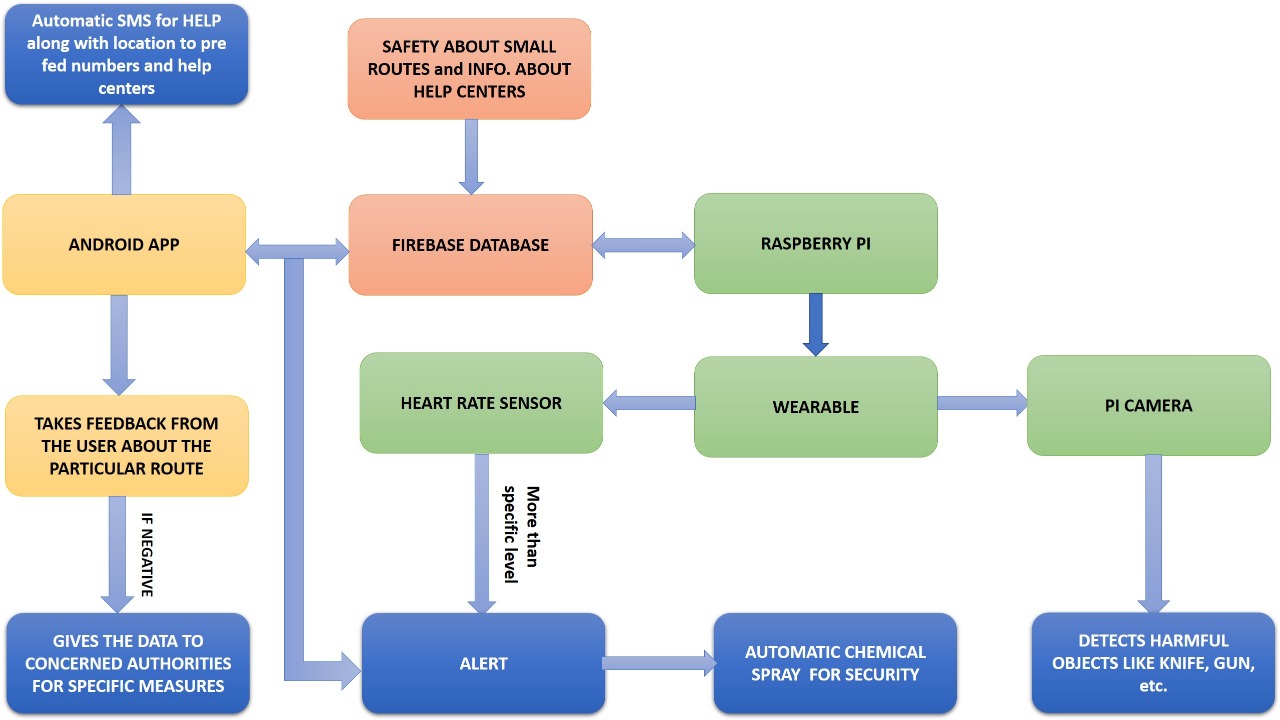 Automatic SMS for HELP
along with location to pre
fed numbers and help
centers
SAFETY ABOUT SMALL
ROUTES and INFO. ABOUT
HELP CENTERS
ANDROID APP
FIREBASE DATABASE
RASPBERRY PI
HEART RATE SENSOR
WEARABLE
PI CAMERA
TAKES FEEDBACK FROM
THE USER ABOUT THE
PARTICULAR ROUTE
IF NEGATIVE
More than
specific level
GIVES THE DATA TO
CONCERNED AUTHORITIES
FOR SPECIFIC MEASURES
ALERT
AUTOMATIC CHEMICAL
SPRAY  FOR SECURITY
DETECTS HARMFUL
OBJECTS LIKE KNIFE, GUN,
etc.